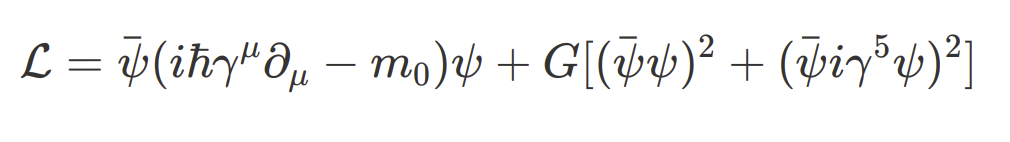 ℒ = ψ̄(iħγ^μ∂_μ − m₀)ψ + G[(ψ̄ψ)² + (ψ̄iγ⁵ψ)²]